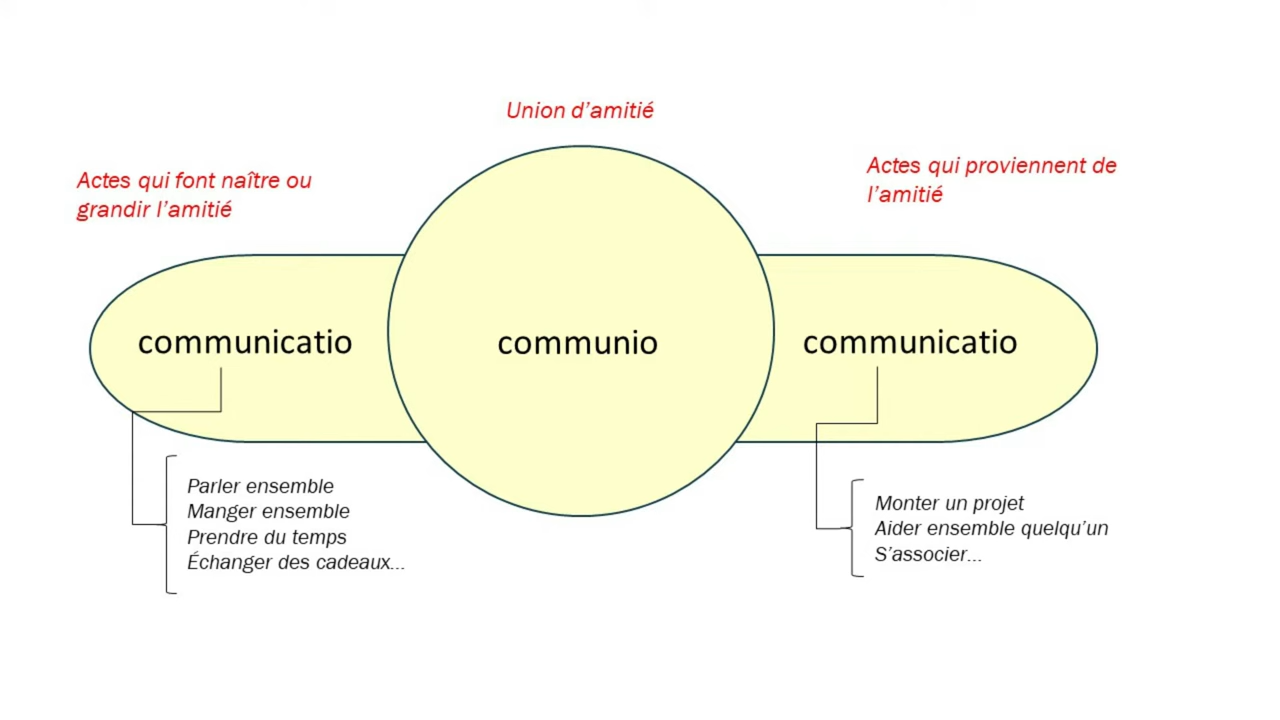 Union d’amitié
Actes qui font naître ou
grandir l’amitié
Actes qui proviennent de
l’amitié
communicatio
communio
communicatio
Parler ensemble
Manger ensemble
Prendre du temps
Échanger des cadeaux…
Monter un projet
Aider ensemble quelqu’un
S’associer…